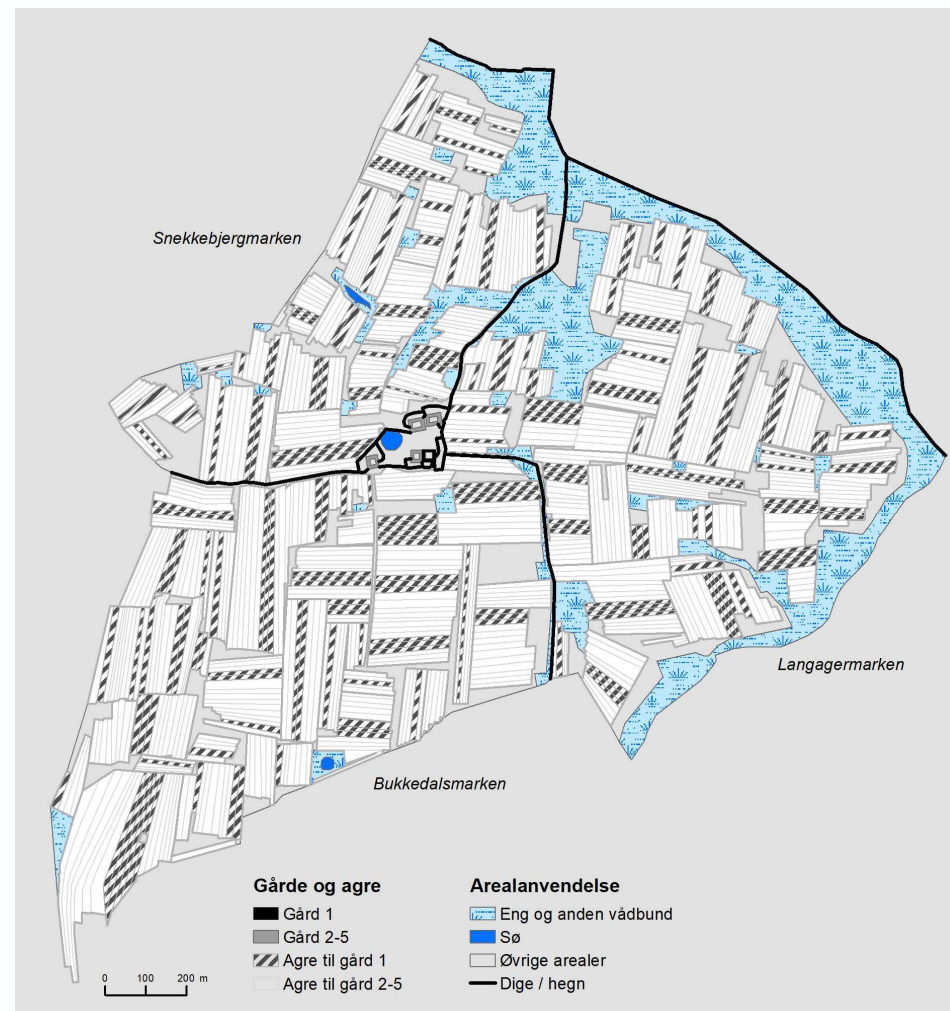 Snekkebjergmarken
Langagermarken
Bukkedalsmarken
Gårde og agre
Gård 1
Gård 2-5
Agre til gård 1
Agre til gård 2-5
Arealanvendelse
Eng og anden vådbund
Sø
Øvrige arealer
Dige / hegn
0 100 200 m